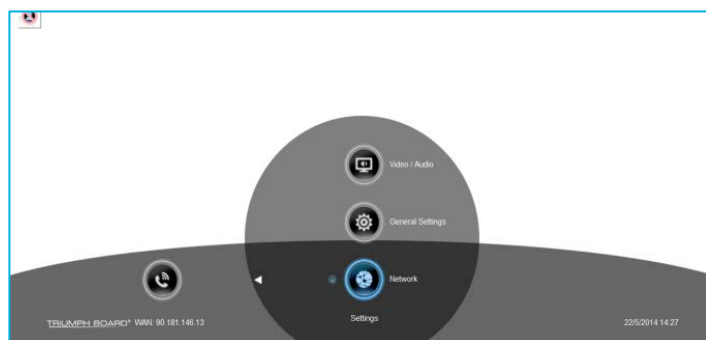 Video / Audio
General Settings
Network
Settings
TRIUMPH BOARD® WAN: 90.181.146.13
22/5/2014 14:27